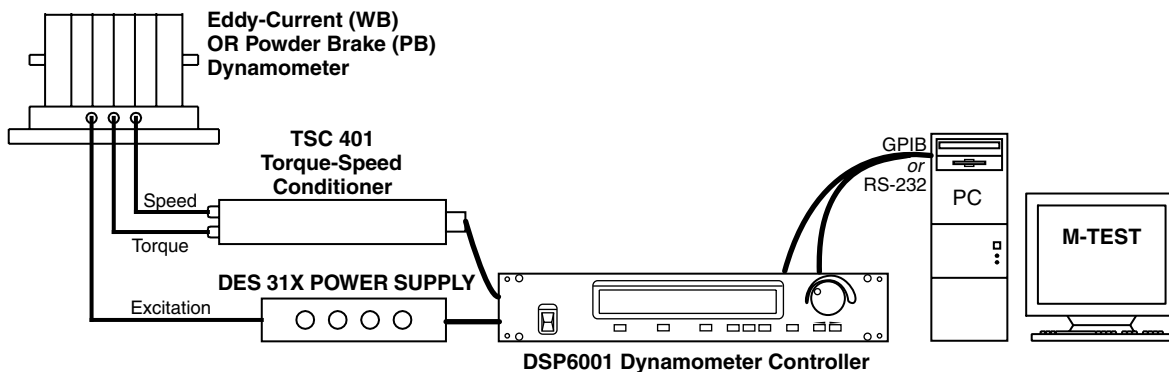 Eddy-Current (WB)
OR Powder Brake (PB)
Dynamometer
TSC 401
Torque-Speed
Conditioner
Speed
Torque
GPIB
or
RS-232
PC
M-TEST
DES 31X POWER SUPPLY
Excitation
DSP6001 Dynamometer Controller